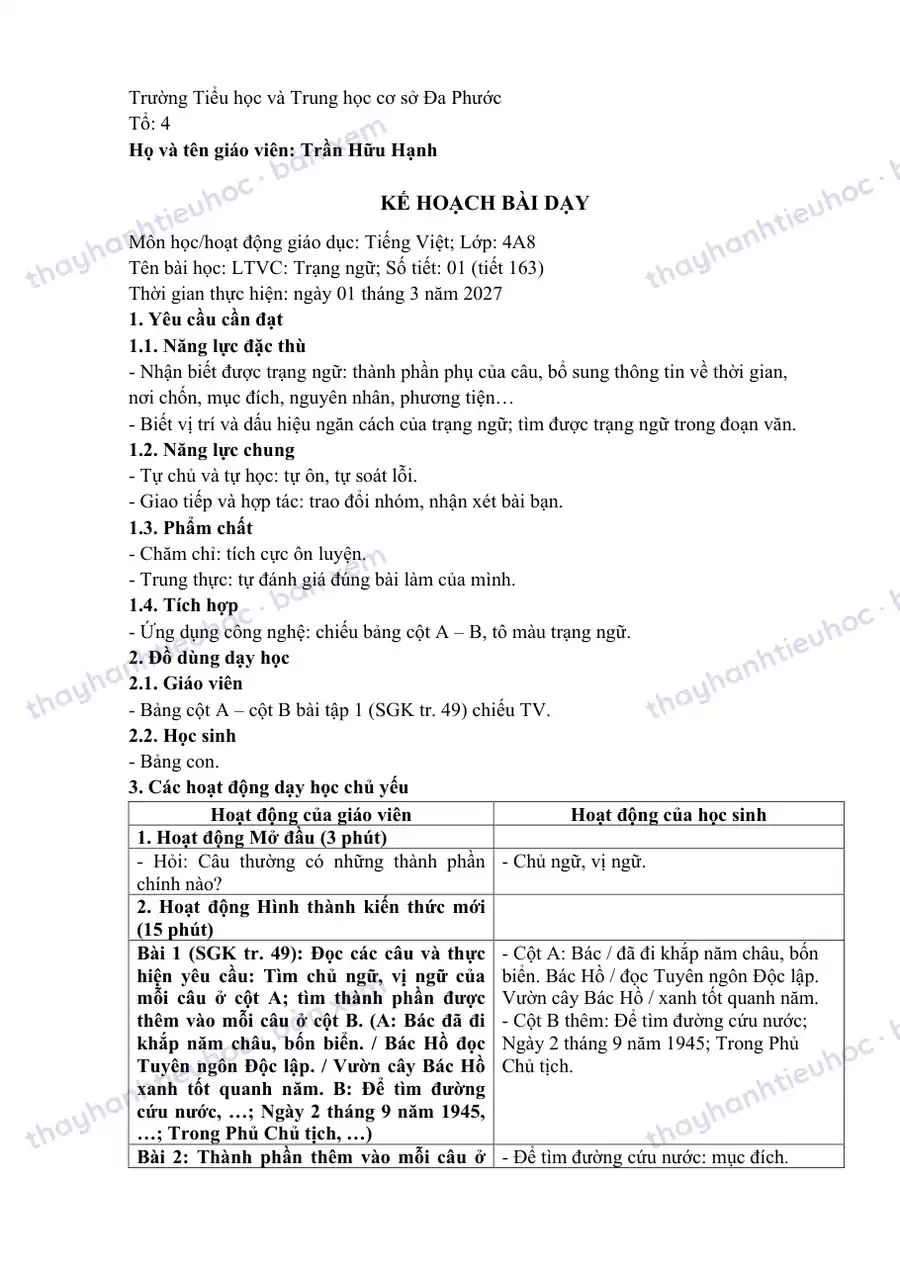 Trường Tiểu học và Trung học cơ sở Đa Phước
Tổ: 4
Họ và tên giáo viên: Trần Hữu Hạnh
KẾ HOẠCH BÀI DẠY
Môn học/hoạt động giáo dục: Tiếng Việt; Lớp: 4A8
Tên bài học: LTVC: Trạng ngữ; Số tiết: 01 (tiết 163)
Thời gian thực hiện: ngày 01 tháng 3 năm 2027
1. Yêu cầu cần đạt
1.1. Năng lực đặc thù
- Nhận biết được trạng ngữ: thành phần phụ của câu, bổ sung thông tin về thời gian,
nơi chốn, mục đích, nguyên nhân, phương tiện…
- Biết vị trí và dấu hiệu ngăn cách của trạng ngữ; tìm được trạng ngữ trong đoạn văn.
1.2. Năng lực chung
- Tự chủ và tự học: tự ôn, tự soát lỗi.
- Giao tiếp và hợp tác: trao đổi nhóm, nhận xét bài bạn.
1.3. Phẩm chất
- Chăm chỉ: tích cực ôn luyện.
- Trung thực: tự đánh giá đúng bài làm của mình.
1.4. Tích hợp
- Ứng dụng công nghệ: chiếu bảng cột A – B, tô màu trạng ngữ.
2. Đồ dùng dạy học
2.1. Giáo viên
- Bảng cột A – cột B bài tập 1 (SGK tr. 49) chiếu TV.
2.2. Học sinh
- Bảng con.
3. Các hoạt động dạy học chủ yếu
Hoạt động của giáo viên
Hoạt động của học sinh
1. Hoạt động Mở đầu (3 phút)
- Hỏi: Câu thường có những thành phần
chính nào?
- Chủ ngữ, vị ngữ.
2. Hoạt động Hình thành kiến thức mới
(15 phút)
Bài 1 (SGK tr. 49): Đọc các câu và thực
hiện yêu cầu: Tìm chủ ngữ, vị ngữ của
mỗi câu ở cột A; tìm thành phần được
thêm vào mỗi câu ở cột B. (A: Bác đã đi
khắp năm châu, bốn biển. / Bác Hồ đọc
Tuyên ngôn Độc lập. / Vườn cây Bác Hồ
xanh tốt quanh năm. B: Để tìm đường
cứu nước, …; Ngày 2 tháng 9 năm 1945,
…; Trong Phủ Chủ tịch, …)
- Cột A: Bác / đã đi khắp năm châu, bốn
biển. Bác Hồ / đọc Tuyên ngôn Độc lập.
Vườn cây Bác Hồ / xanh tốt quanh năm.
- Cột B thêm: Để tìm đường cứu nước;
Ngày 2 tháng 9 năm 1945; Trong Phủ
Chủ tịch.
Bài 2: Thành phần thêm vào mỗi câu ở
- Để tìm đường cứu nước: mục đích.
thayhanhtieuhoc · bản xem
thayhanhtieuhoc · b
thayhanhtieuhoc · bản xem
thayhanhtieuhoc · b
thayhanhtieuhoc · bản xem
thayhanhtieuhoc · b